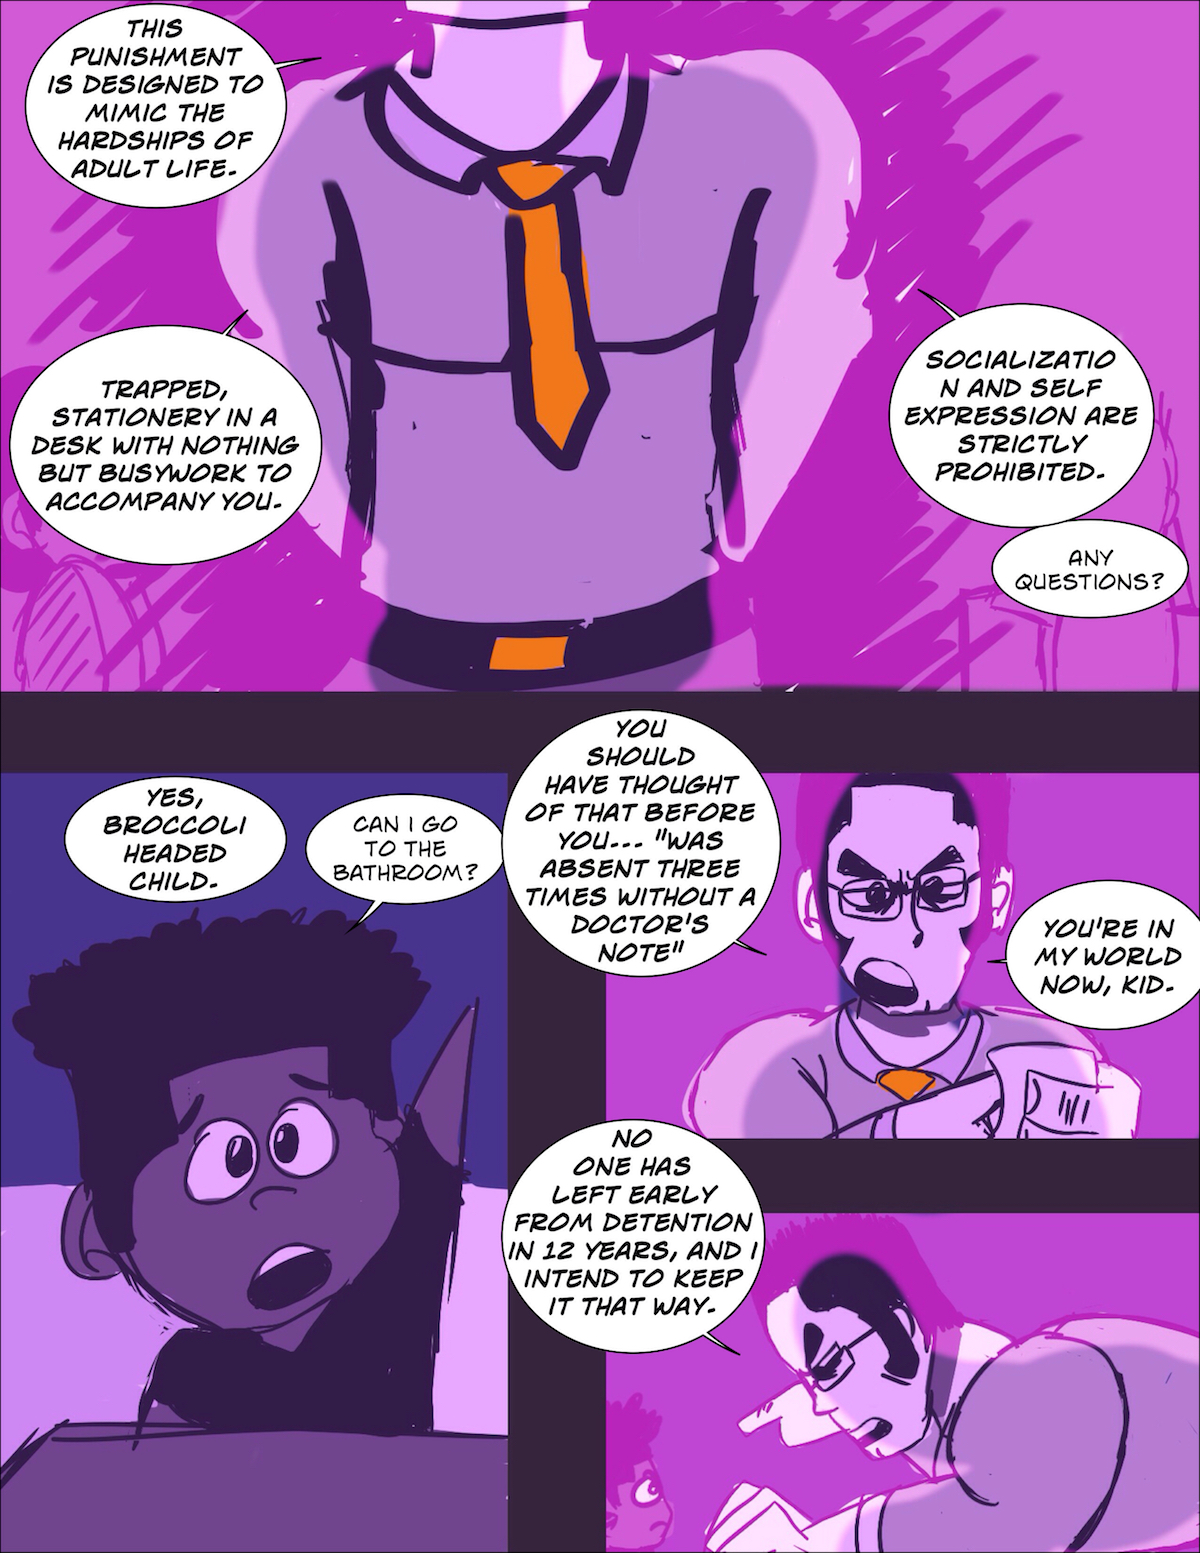 THIS
PUNISHMENT
IS DESIGNED TO
MIMIC THE
HARDSHIPS OF
ADULT LIFE.
TRAPPED,
STATIONERY IN A
DESK WITH NOTHING
BUT BUSYWORK TO
ACCOMPANY YOU.
SOCIALIZATIO
N AND SELF
EXPRESSION ARE
STRICTLY
PROHIBITED.
ANY
QUESTIONS?
YES,
BROCCOLI
HEADED
CHILD.
CAN I GO
TO THE
BATHROOM?
YOU
SHOULD
HAVE THOUGHT
OF THAT BEFORE
YOU... "WAS
ABSENT THREE
TIMES WITHOUT A
DOCTOR'S
NOTE"
YOU'RE IN
MY WORLD
NOW, KID.
NO
ONE HAS
LEFT EARLY
FROM DETENTION
IN 12 YEARS, AND I
INTEND TO KEEP
IT THAT WAY.